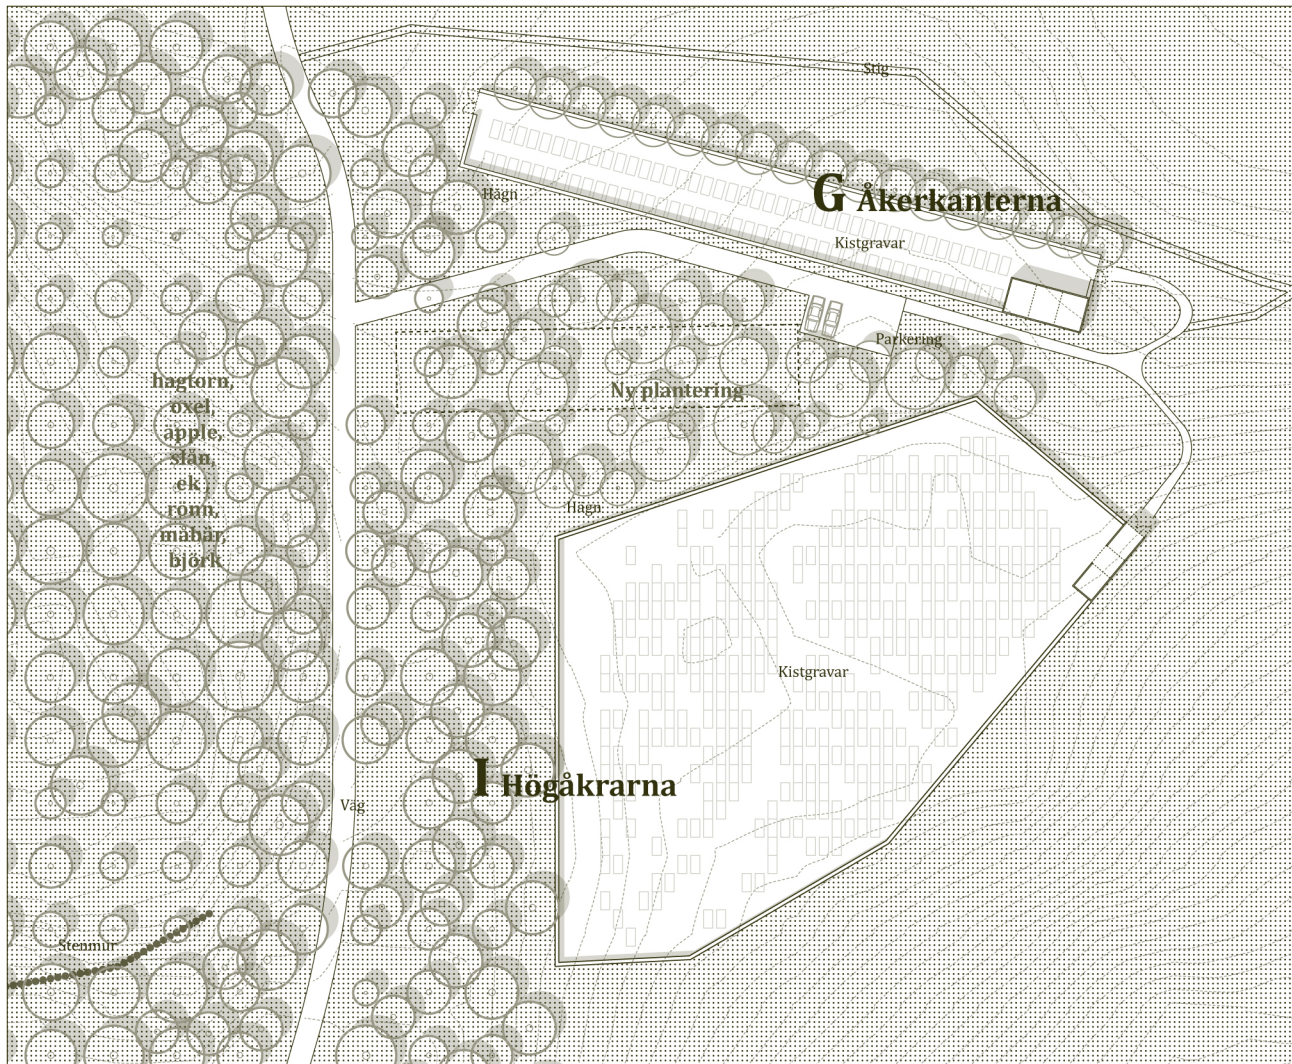 Stig
Hägn
G Åkerkanterna
Kistgravar
Parkering
Ny plantering
hagtorn,
oxel,
apple,
slån,
ek,
rönn,
måbär,
björk
Hägn
Kistgravar
I Högåkrarna
Väg
Stenmur